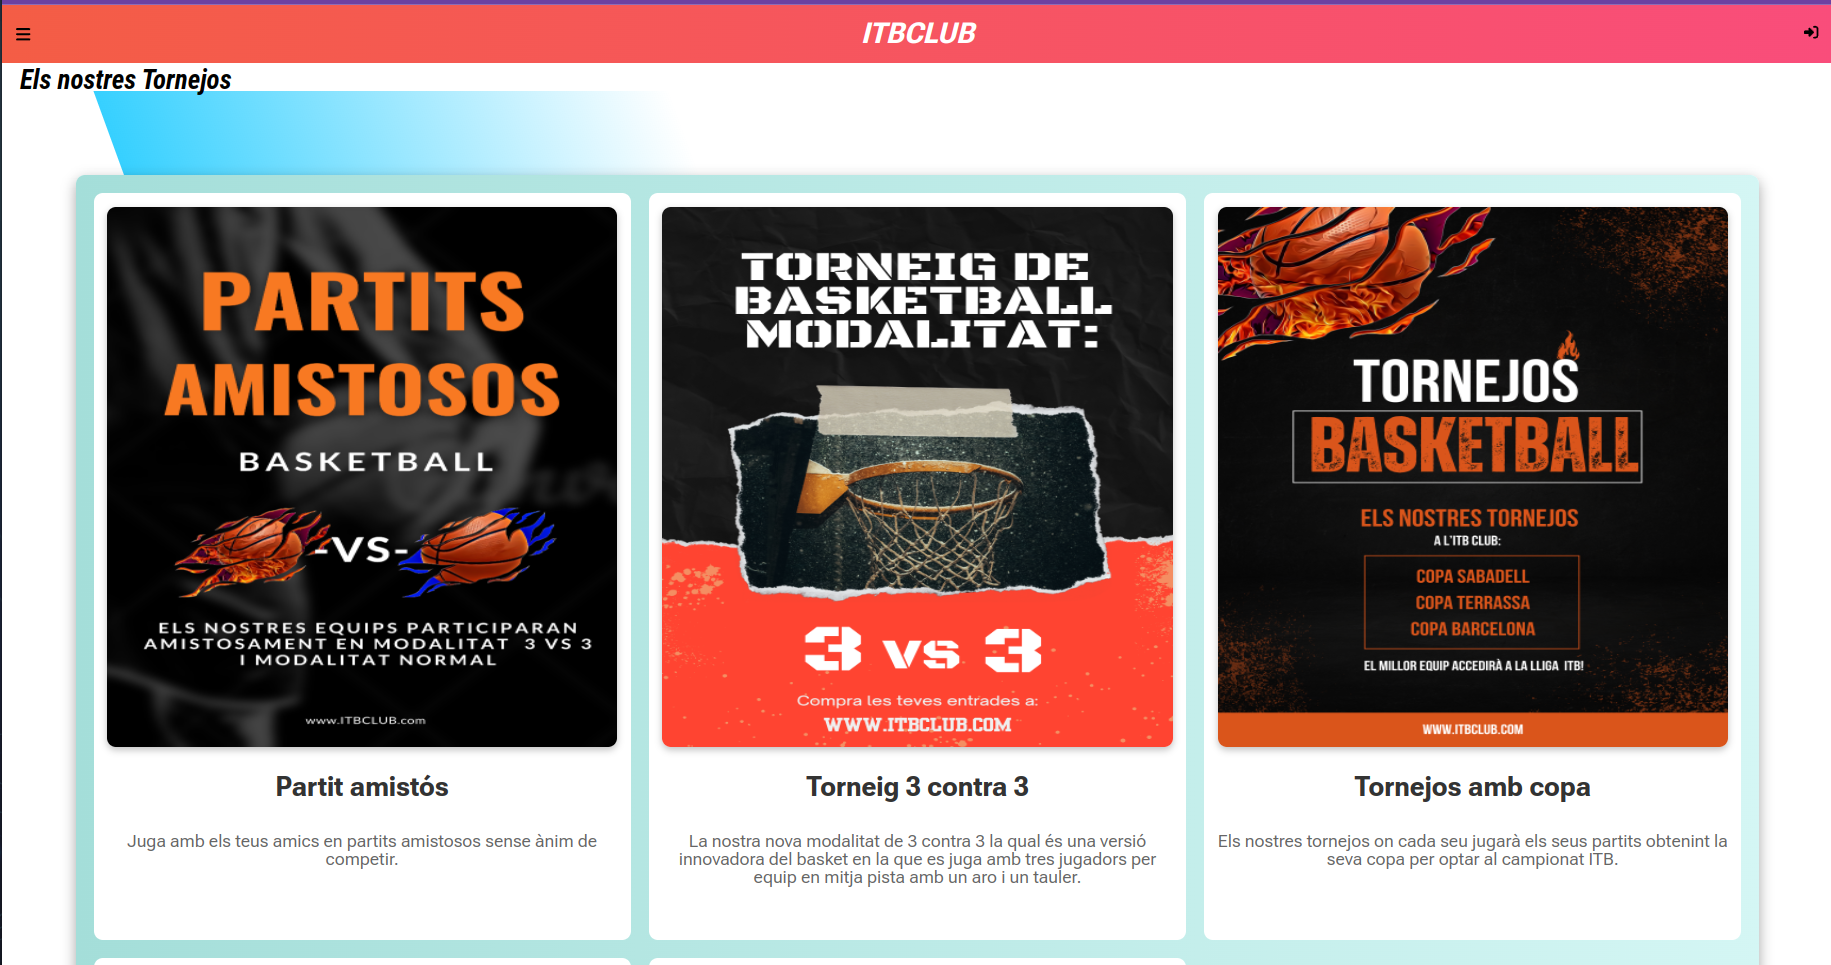 ITBCLUB
Els nostres Tornejos
PARTITS
AMISTOSOS
BASKETBALL
-VS-
ELS NOSTRES EQUIPS PARTICIPARAN
AMISTOSAMENT EN MODALITAT 3 VS 3
I MODALITAT NORMAL
www.ITBCLUB.com
Partit amistós
Juga amb els teus amics en partits amistosos sense ànim de
competir.
TORNEIG DE
BASKETBALL
MODALITAT:
3 vs 3
Compra les teves entrades a:
WWW.ITBCLUB.COM
Torneig 3 contra 3
La nostra nova modalitat de 3 contra 3 la qual és una versió
innovadora del basket en la que es juga amb tres jugadors per
equip en mitja pista amb un aro i un tauler.
TORNEJOS
BASKETBALL
ELS NOSTRES TORNEJOS
A L'ITB CLUB:
COPA SABADELL
COPA TERRASSA
COPA BARCELONA
EL MILLOR EQUIP ACCEDIRÀ A LA LLIGA ITB!
WWW.ITBCLUB.COM
Tornejos amb copa
Els nostres tornejos on cada seu jugarà els seus partits obtenint la
seva copa per optar al campionat ITB.